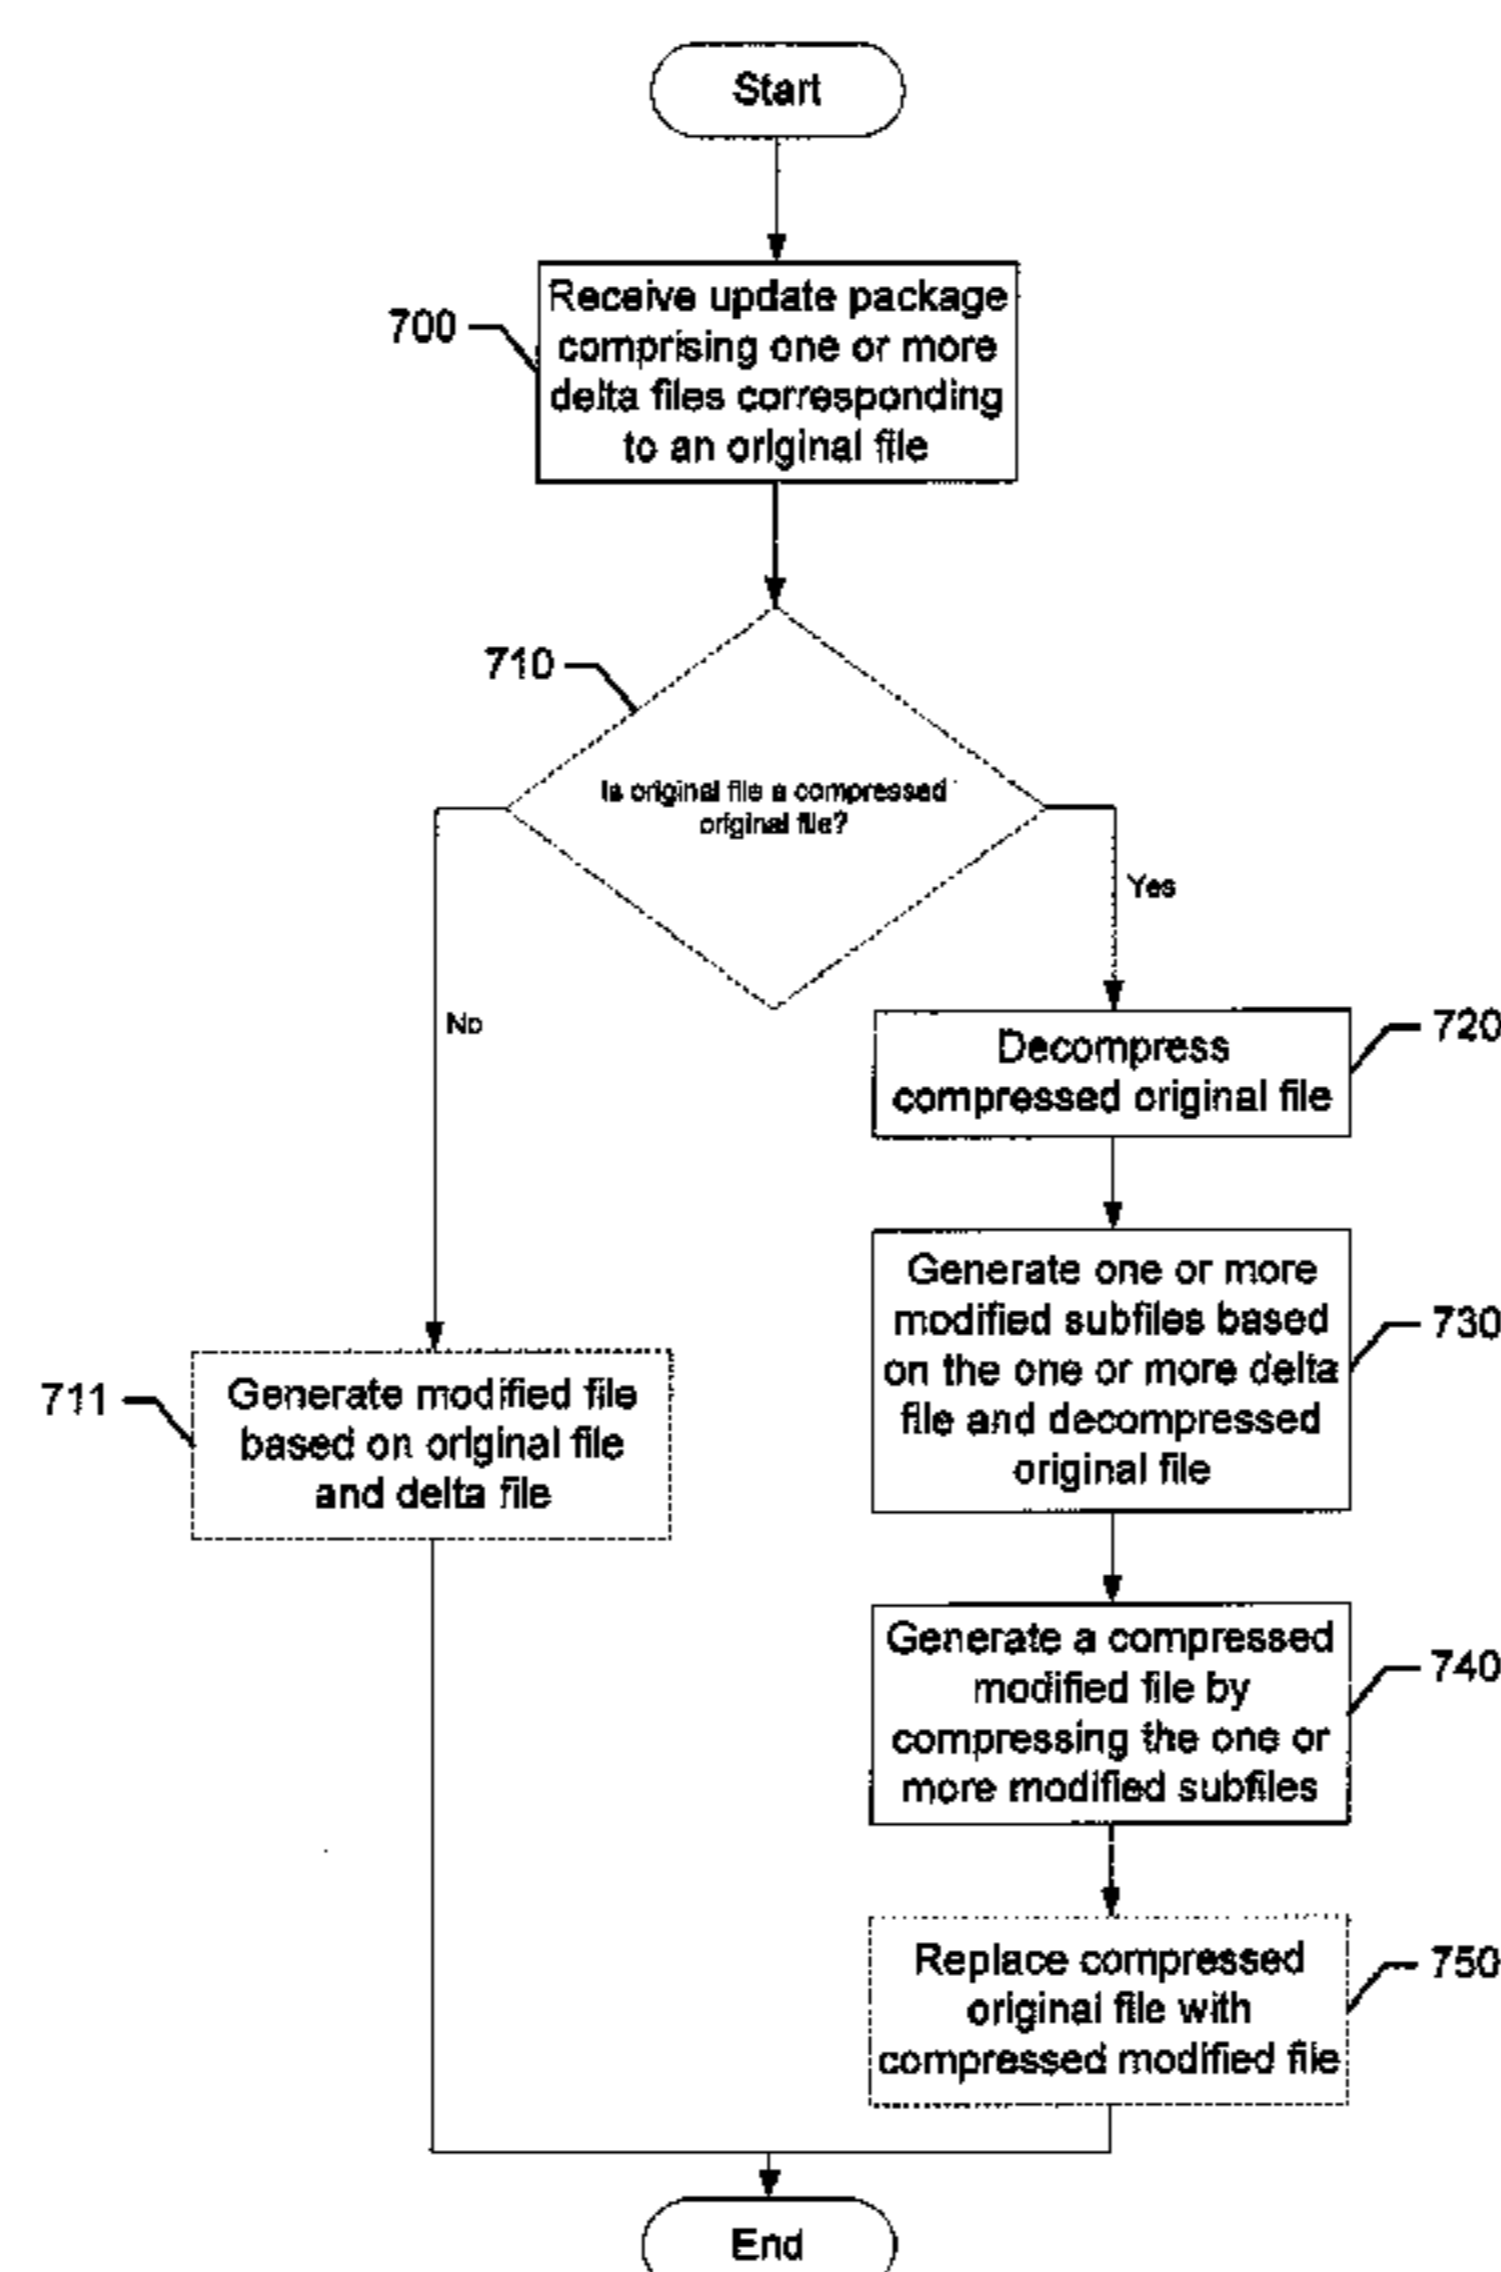 Start
700
Receive update package
comprising one or more
delta files corresponding
to an original file
710
Is original file a compressed
original file?
Yes
No
720
Decompress
compressed original file
730
Generate one or more
modified subfiles based
on the one or more delta
file and decompressed
original file
711
Generate modified file
based on original file
and delta file
740
Generate a compressed
modified file by
compressing the one or
more modified subfiles
750
Replace compressed
original file with
compressed modified file
End